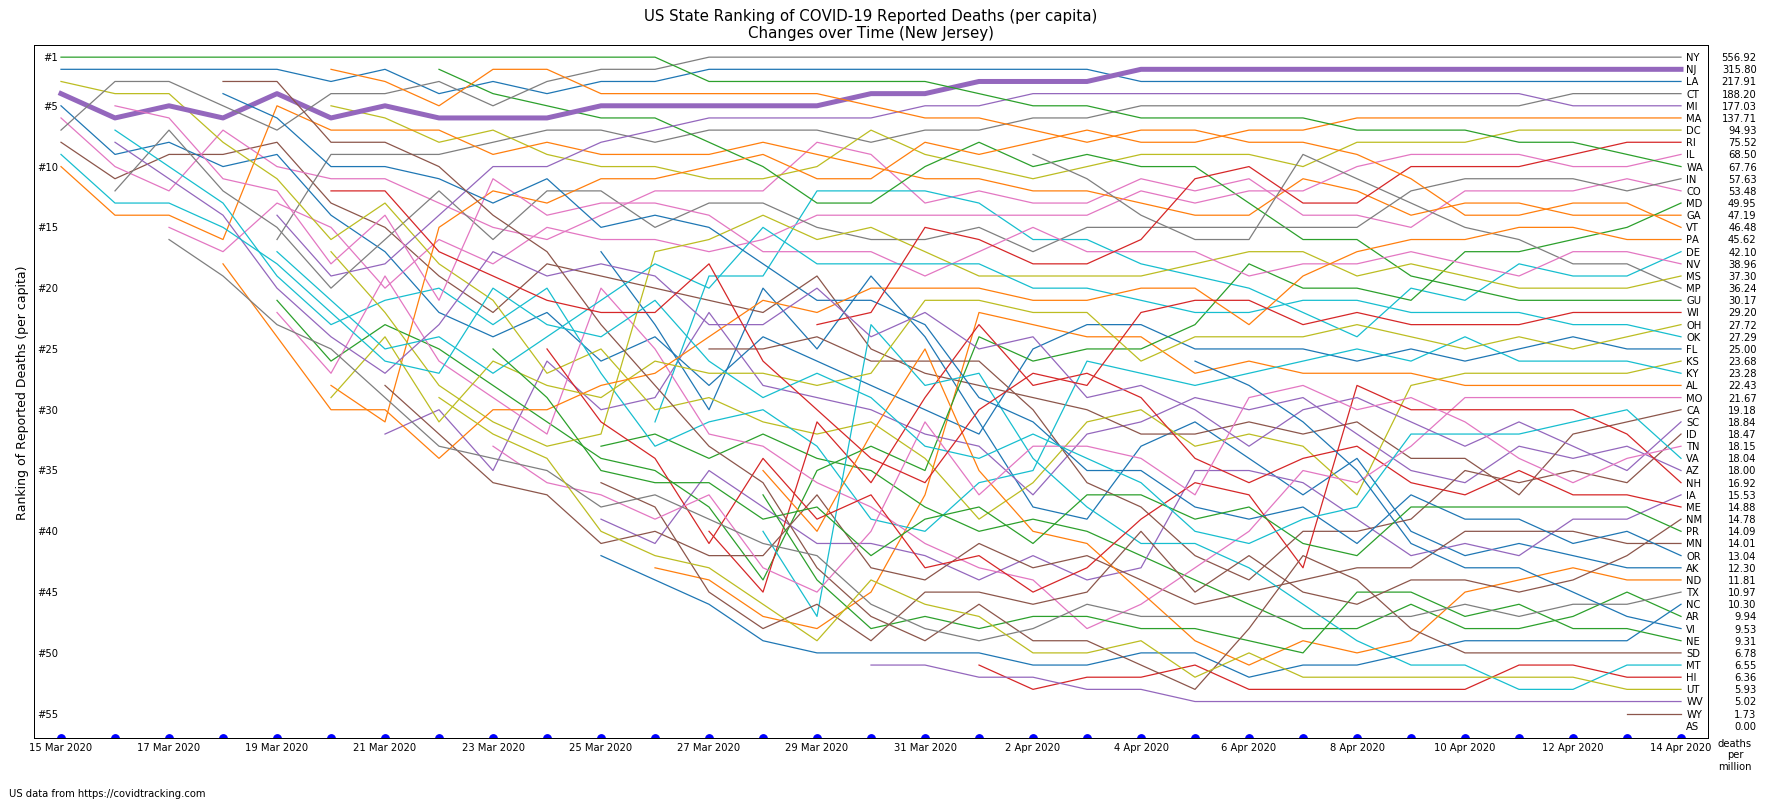 US State Ranking of COVID-19 Reported Deaths (per capita)
Changes over Time (New Jersey)
Ranking of Reported Deaths (per capita)
#1
#5
#10
#15
#20
#25
#30
#35
#40
#45
#50
#55
NY 556.92
NJ 315.80
LA 217.91
CT 188.20
MI 177.03
MA 137.71
DC 94.93
RI 75.52
IL 68.50
WA 67.76
IN 57.63
CO 53.48
MD 49.95
GA 47.19
VT 46.48
PA 45.62
DE 42.10
NV 38.96
MS 37.30
MP 36.24
GU 30.17
WI 29.20
OH 27.72
OK 27.29
FL 25.00
KS 23.68
KY 23.28
AL 22.43
MO 21.67
CA 19.18
SC 18.84
ID 18.47
TN 18.15
VA 18.04
AZ 18.00
NH 16.92
IA 15.53
ME 14.88
NM 14.78
PR 14.09
MN 14.01
OR 13.04
AK 12.30
ND 11.81
TX 10.97
NC 10.30
AR 9.94
VI 9.53
NE 9.31
SD 6.78
MT 6.55
HI 6.36
UT 5.93
WV 5.02
WY 1.73
AS 0.00
15 Mar 2020 17 Mar 2020 19 Mar 2020 21 Mar 2020 23 Mar 2020 25 Mar 2020 27 Mar 2020 29 Mar 2020 31 Mar 2020 2 Apr 2020 4 Apr 2020 6 Apr 2020 8 Apr 2020 10 Apr 2020 12 Apr 2020 14 Apr 2020
deaths
per
million
US data from https://covidtracking.com